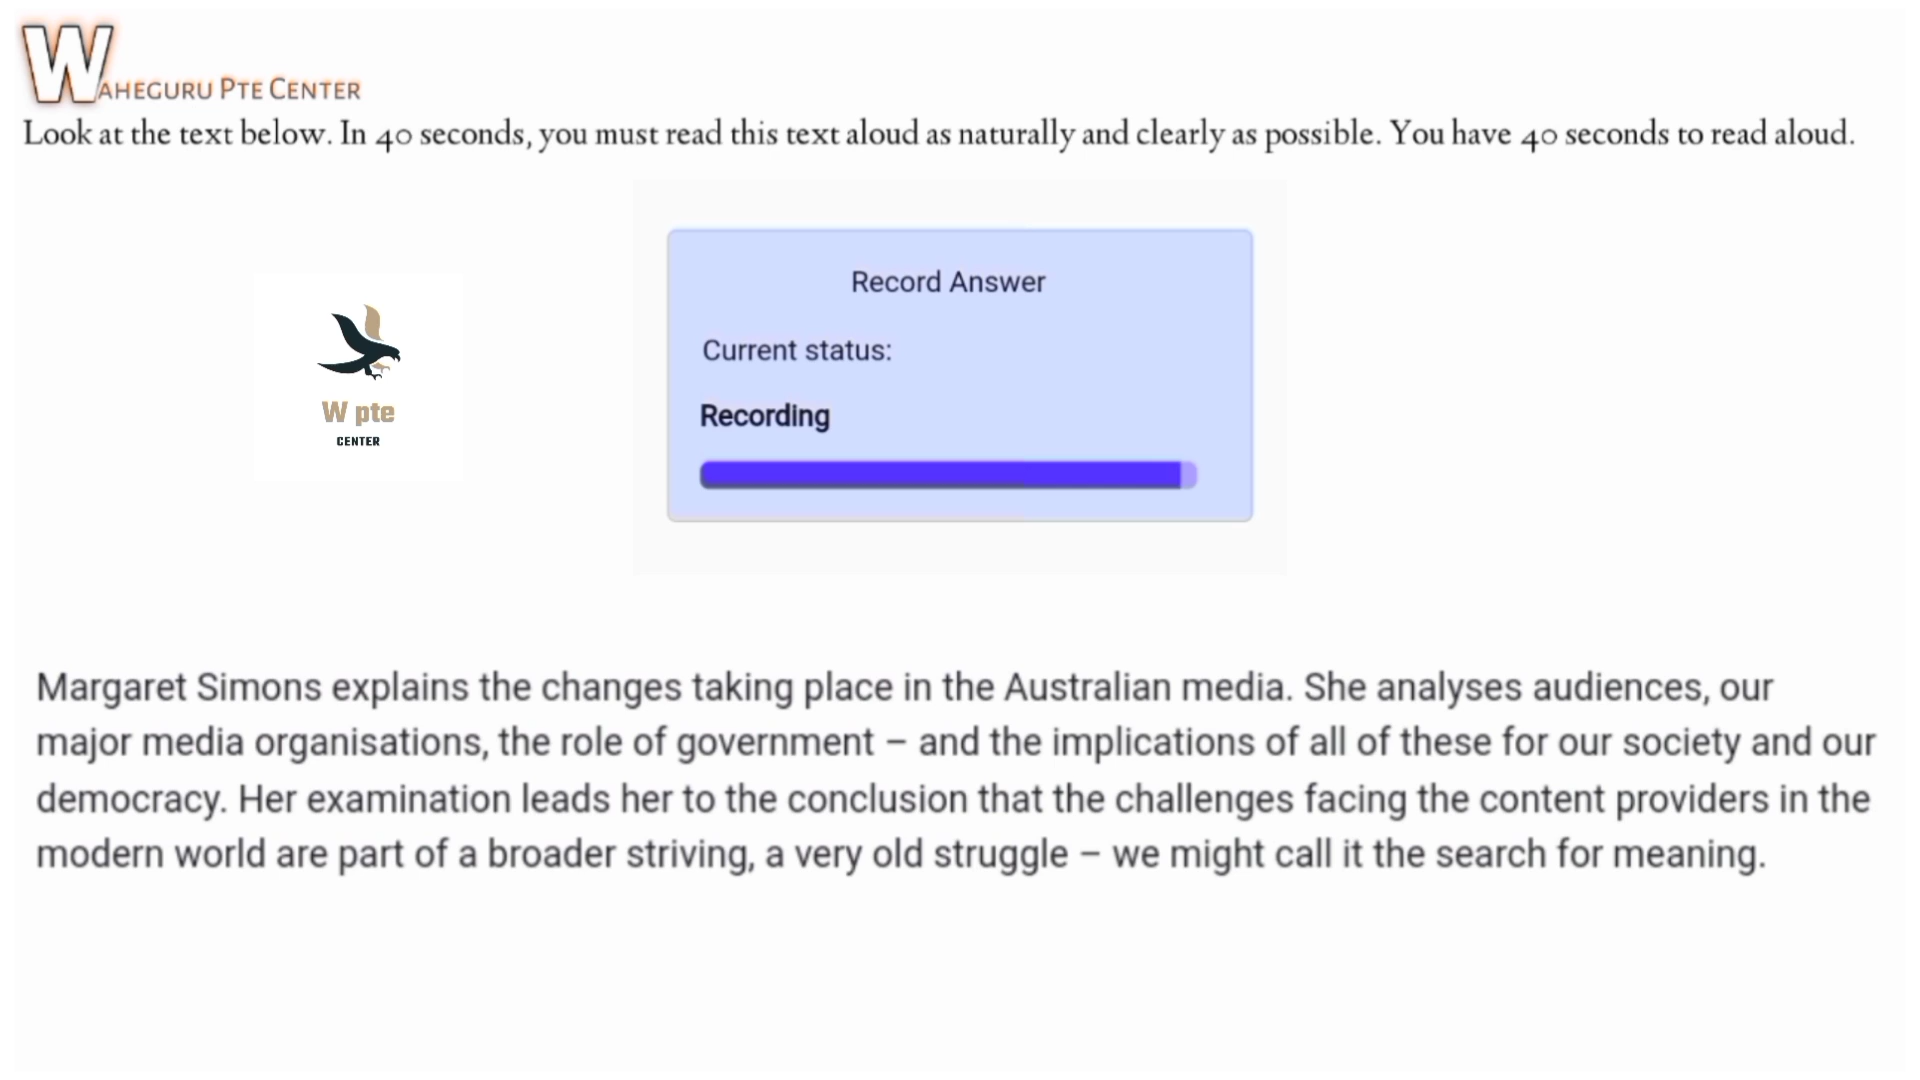 WAHEGURU PTE CENTER
Look at the text below. In 40 seconds, you must read this text aloud as naturally and clearly as possible. You have 40 seconds to read aloud.
Record Answer
Current status:
Recording
W pte
CENTER
Margaret Simons explains the changes taking place in the Australian media. She analyses audiences, our
major media organisations, the role of government – and the implications of all of these for our society and our
democracy. Her examination leads her to the conclusion that the challenges facing the content providers in the
modern world are part of a broader striving, a very old struggle – we might call it the search for meaning.